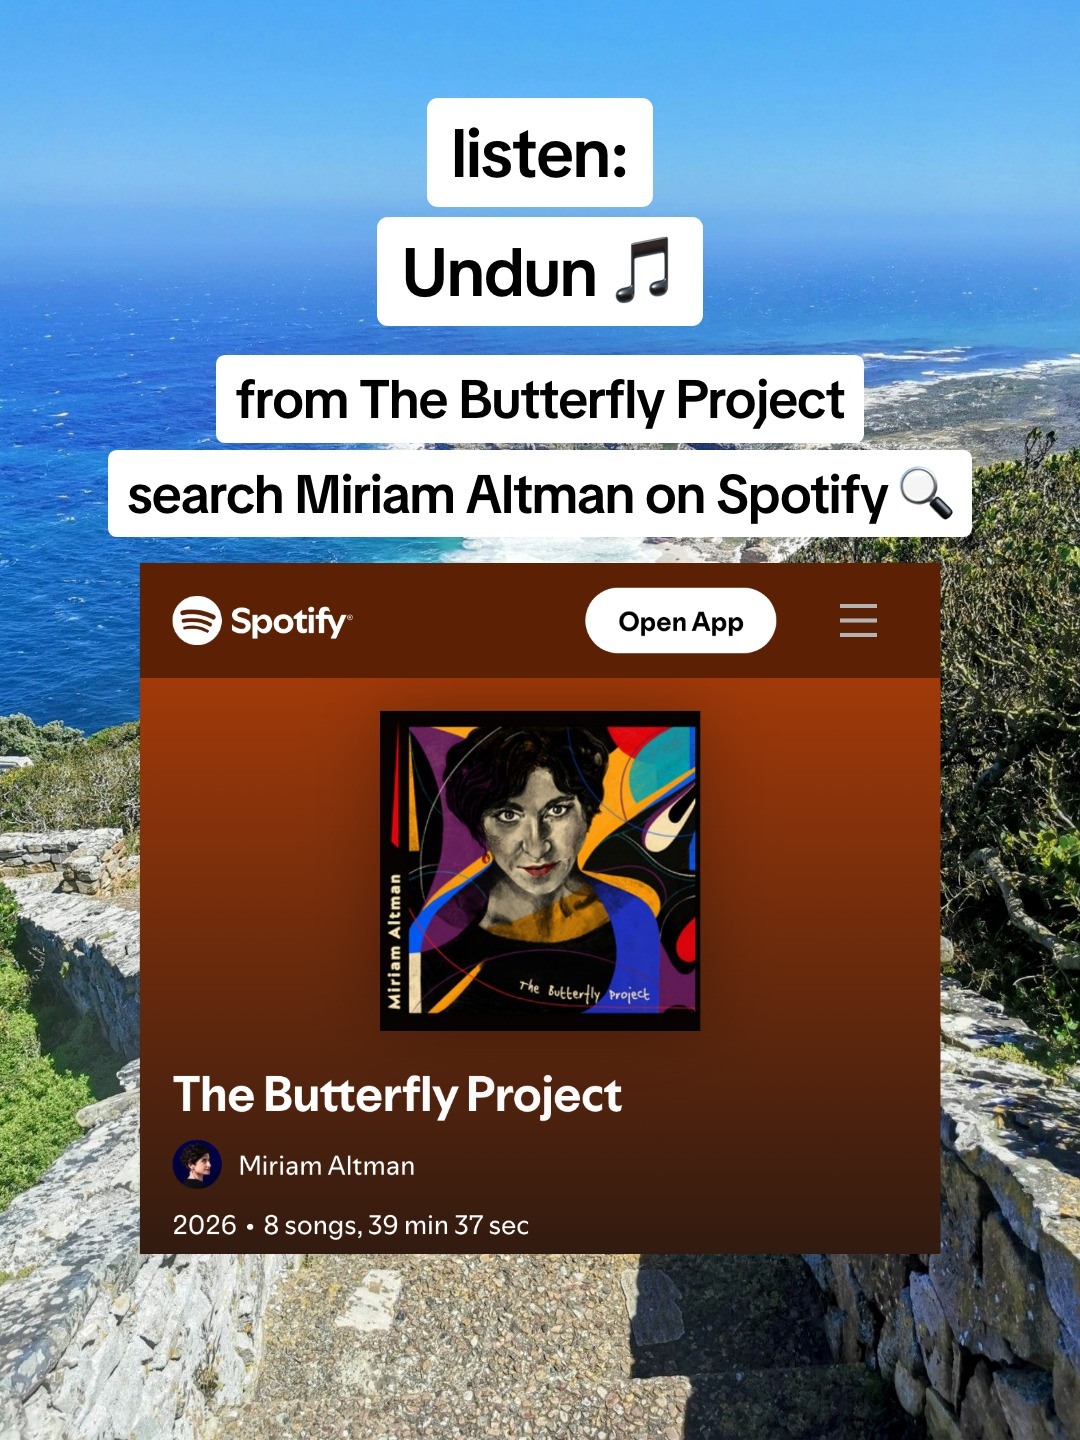 listen:
Undun 🎵
from The Butterfly Project
search Miriam Altman on Spotify 🔍
Spotify®
Open App
Miriam Altman
The Butterfly Project
The Butterfly Project
Miriam Altman
2026 • 8 songs, 39 min 37 sec